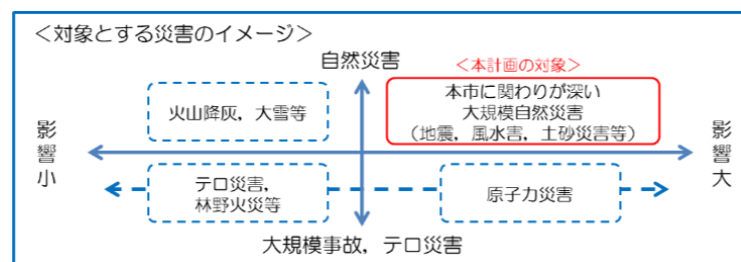 ＜対象とする災害のイメージ＞
自然災害
＜本計画の対象＞
火山降灰，大雪等
本市に関わりが深い
大規模自然災害
（地震，風水害，土砂災害等）
影響小
影響大
テロ災害，
林野火災等
原子力災害
大規模事故，テロ災害